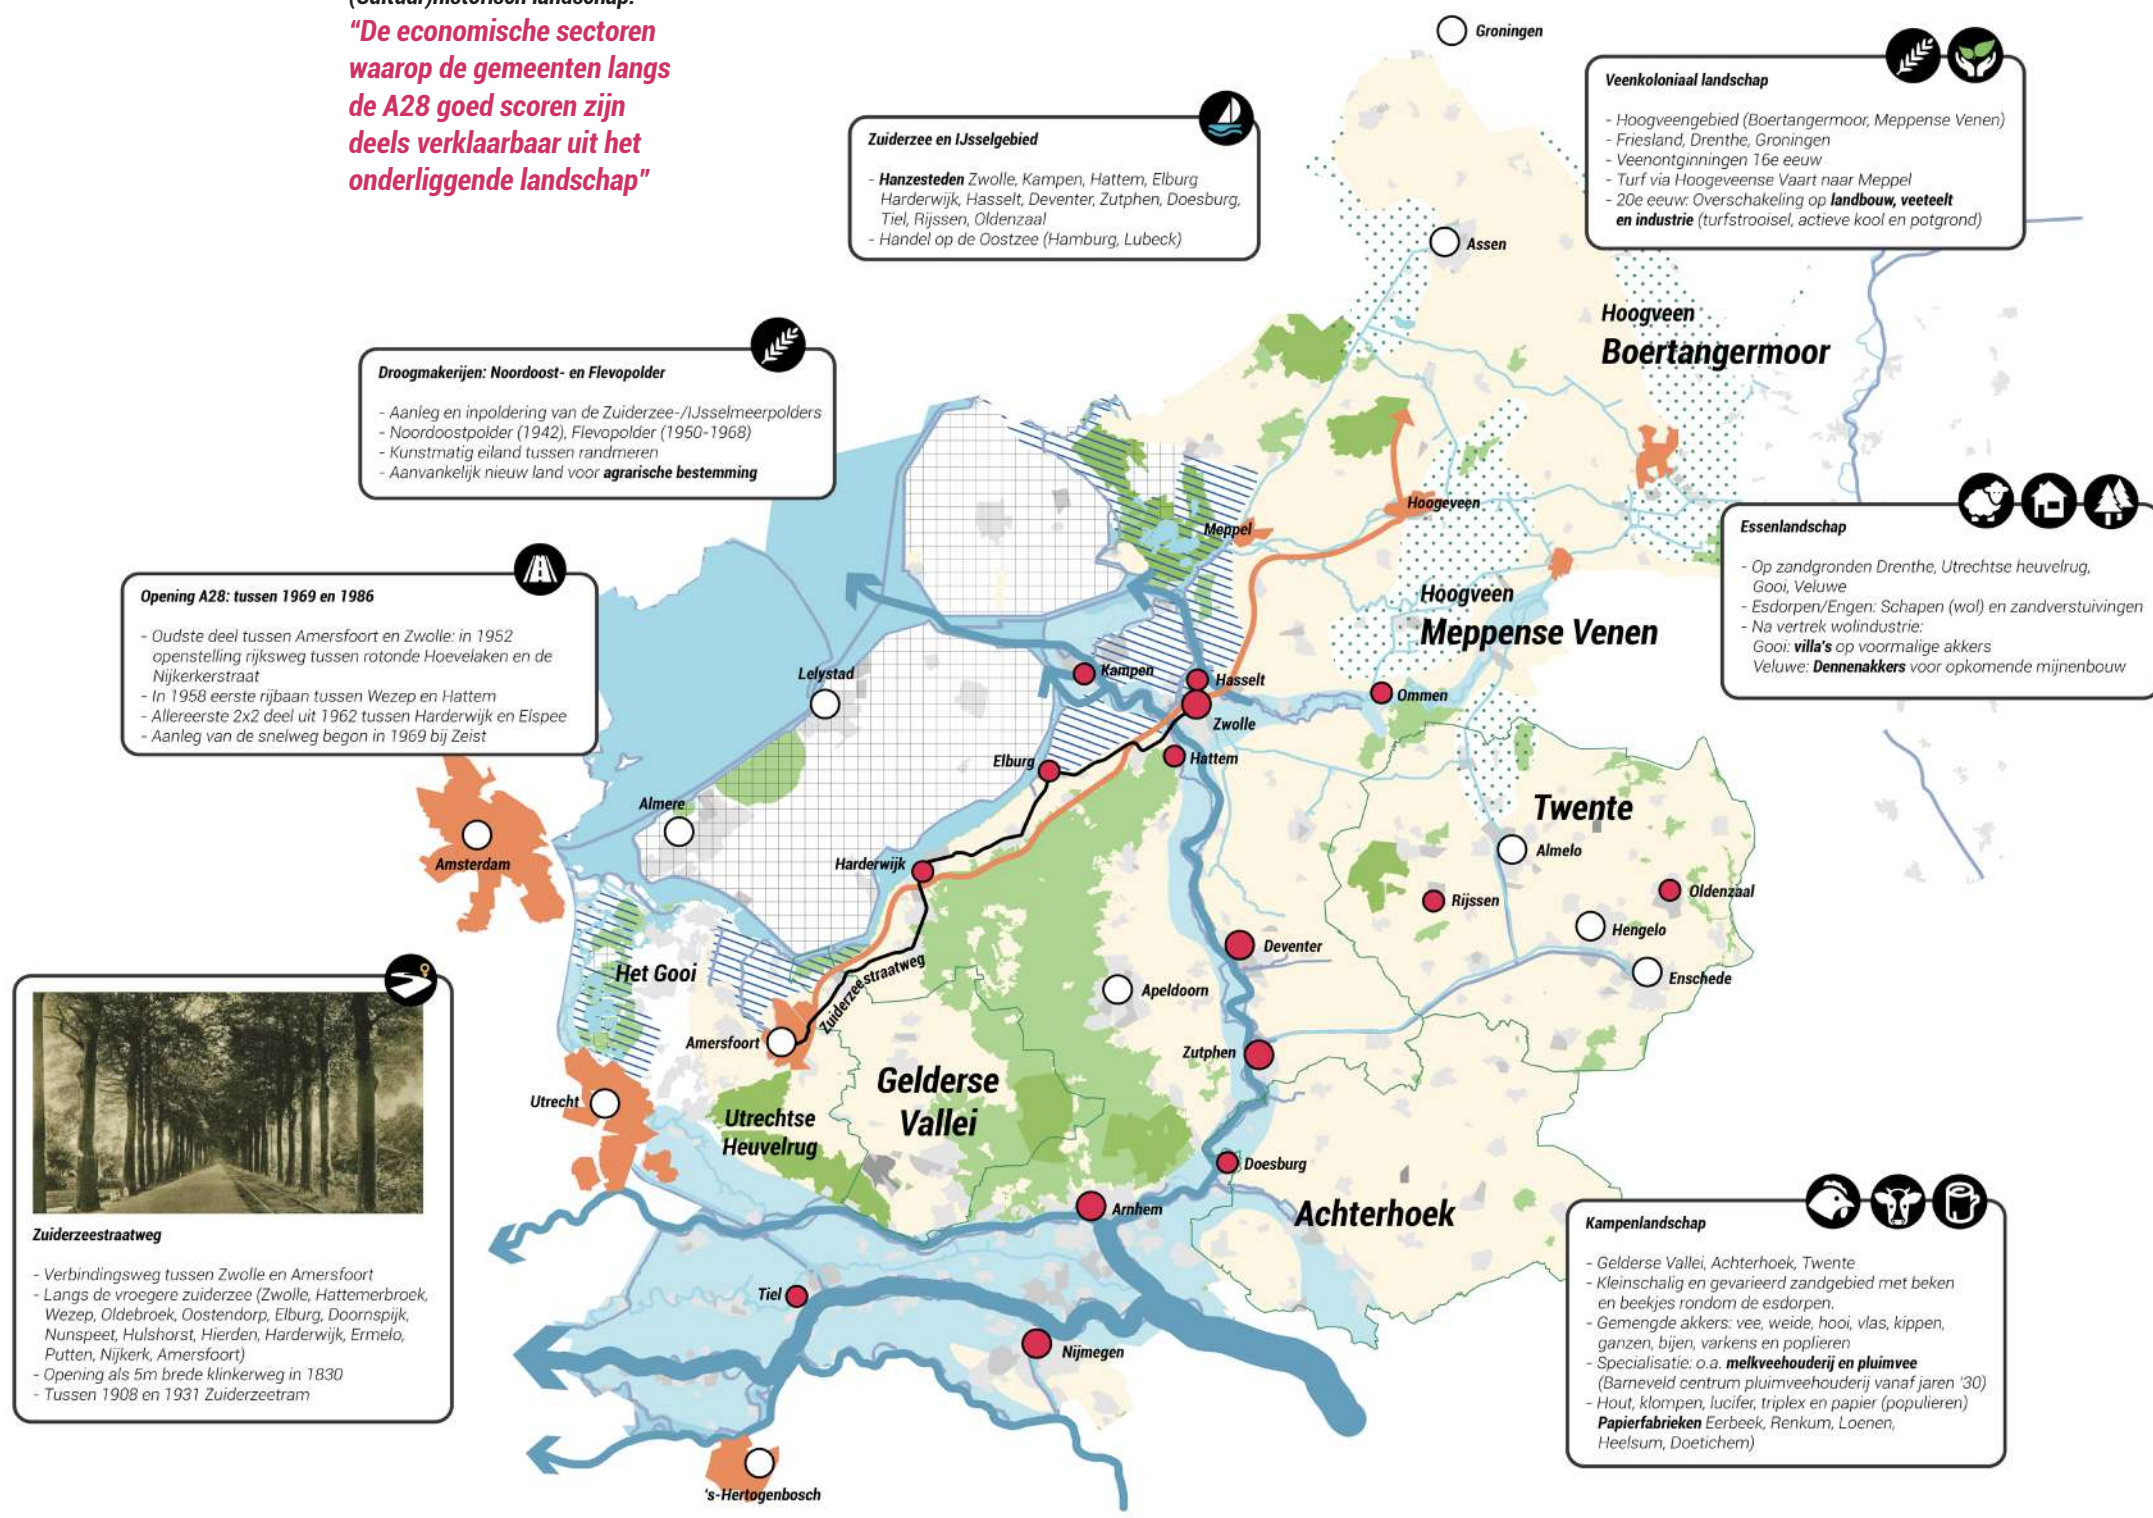 (Cultuur)historisch landschap:
“De economische sectoren
waarop de gemeenten langs
de A28 goed scoren zijn
deels verklaarbaar uit het
onderliggende landschap”
Zuiderzee en IJsselgebied
- Hanzesteden Zwolle, Kampen, Hattem, Elburg
Harderwijk, Hasselt, Deventer, Zutphen, Doesburg,
Tiel, Rijssen, Oldenzaal
- Handel op de Oostzee (Hamburg, Lubeck)
Veenkoloniaal landschap
- Hoogveengebied (Boertangermoor, Meppense Venen)
- Friesland, Drenthe, Groningen
- Veenontginningen 16e eeuw
- Turf via Hoogeveense Vaart naar Meppel
- 20e eeuw: Overschakeling op landbouw, veeteelt
en industrie (turfstrooisel, actieve kool en potgrond)
Droogmakerijen: Noordoost- en Flevopolder
- Aanleg en inpoldering van de Zuiderzee-/IJsselmeerpolders
- Noordoostpolder (1942), Flevopolder (1950-1968)
- Kunstmatig eiland tussen randmeren
- Aanvankelijk nieuw land voor agrarische bestemming
Opening A28: tussen 1969 en 1986
- Oudste deel tussen Amersfoort en Zwolle: in 1952
openstelling rijksweg tussen rotonde Hoevelaken en de
Nijkerkerstraat
- In 1958 eerste rijbaan tussen Wezep en Hattem
- Allereerste 2x2 deel uit 1962 tussen Harderwijk en Elspee
- Aanleg van de snelweg begon in 1969 bij Zeist
Essenlandschap
- Op zandgronden Drenthe, Utrechtse heuvelrug,
Gooi, Veluwe
- Esdorpen/Engen: Schapen (wol) en zandverstuivingen
- Na vertrek wolindustrie:
Gooi: villa's op voormalige akkers
Veluwe: Dennenakkers voor opkomende mijnenbouw
Zuiderzeestraatweg
- Verbindingsweg tussen Zwolle en Amersfoort
- Langs de vroegere zuiderzee (Zwolle, Hattemerbroek,
Wezep, Oldebroek, Oostendorp, Elburg, Doornspijk,
Nunspeet, Hulshorst, Hierden, Harderwijk, Ermelo,
Putten, Nijkerk, Amersfoort)
- Opening als 5m brede klinkerweg in 1830
- Tussen 1908 en 1931 Zuiderzeetram
Kampenlandschap
- Gelderse Vallei, Achterhoek, Twente
- Kleinschalig en gevarieerd zandgebied met beken
en beekjes rondom de esdorpen.
- Gemengde akkers: vee, weide, hooi, vlas, kippen,
ganzen, bijen, varkens en poplieren
- Specialisatie: o.a. melkveehouderij en pluimvee
(Barneveld centrum pluimveehouderij vanaf jaren '30)
- Hout, klompen, lucifer, triplex en papier (populieren)
Papierfabrieken Eerbeek, Renkum, Loenen,
Heelsum, Doetichem)
Groningen
Assen
Hoogveen
Boertangermoor
Hoogeveen
Meppel
Hoogveen
Meppense Venen
Kampen
Hasselt
Lelystad
Ommen
Zwolle
Elburg
Hattem
Almere
Twente
Almelo
Amsterdam
Harderwijk
Oldenzaal
Rijssen
Hengelo
Deventer
Het Gooi
Zuiderzeestraatweg
Enschede
Apeldoorn
Amersfoort
Zutphen
Gelderse
Vallei
Utrecht
Utrechtse
Heuvelrug
Doesburg
Arnhem
Achterhoek
Tiel
Nijmegen
's-Hertogenbosch